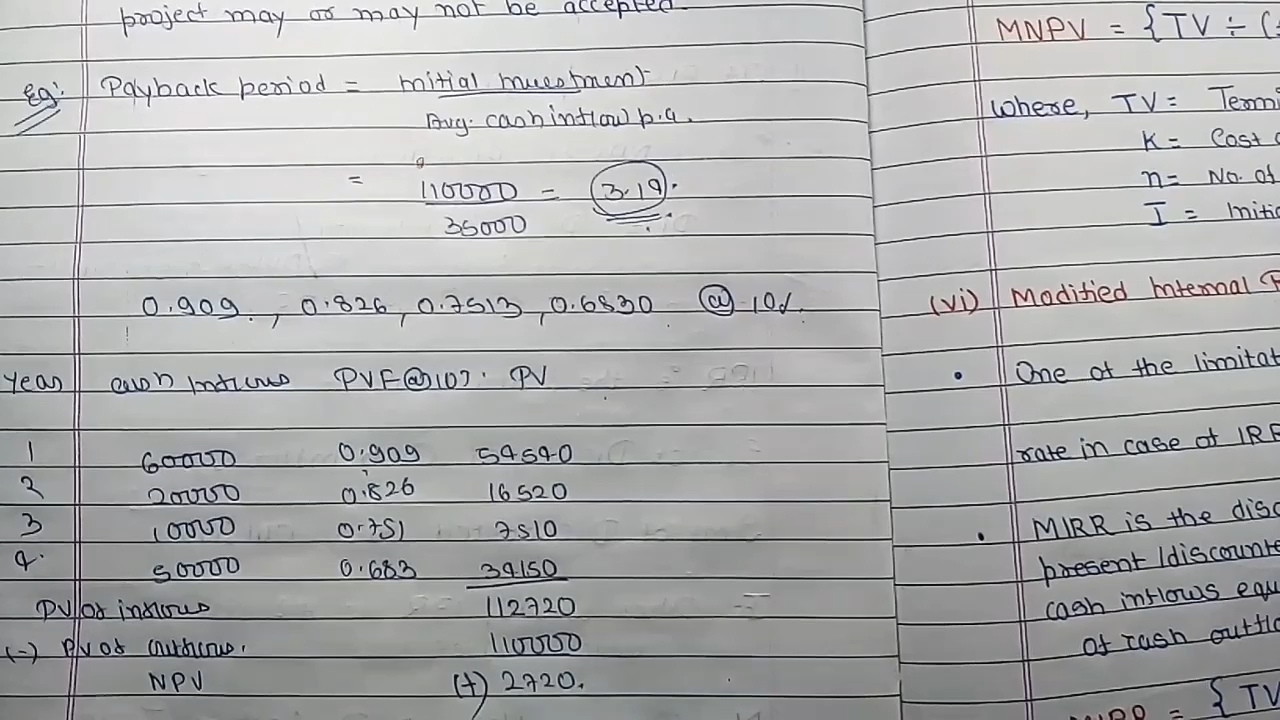 project may or may not be accepted.
Eg: Payback period = Initial Investment
Avg. cash inflow p.a.
= 110000 = 3.14.
35000
0.909, 0.826, 0.7513, 0.6830 @ 10%
Year cash inflows PVF@10% PV
1 60000 0.909 54540
2 20000 0.826 16520
3 10000 0.751 7510
4. 50000 0.683 34150
PV of inflows 112720
(-) PV of outflows. 110000
NPV (+) 2720.
MNPV = {TV ÷ (
where, TV = Termi
K = Cost
n = No. of
I = Initi
(vi) Modified Internal
• One of the limitat
rate in case of IRR
• MIRR is the disc
present /discounte
cash inflows equ
of cash outflo
MIRR = { TV